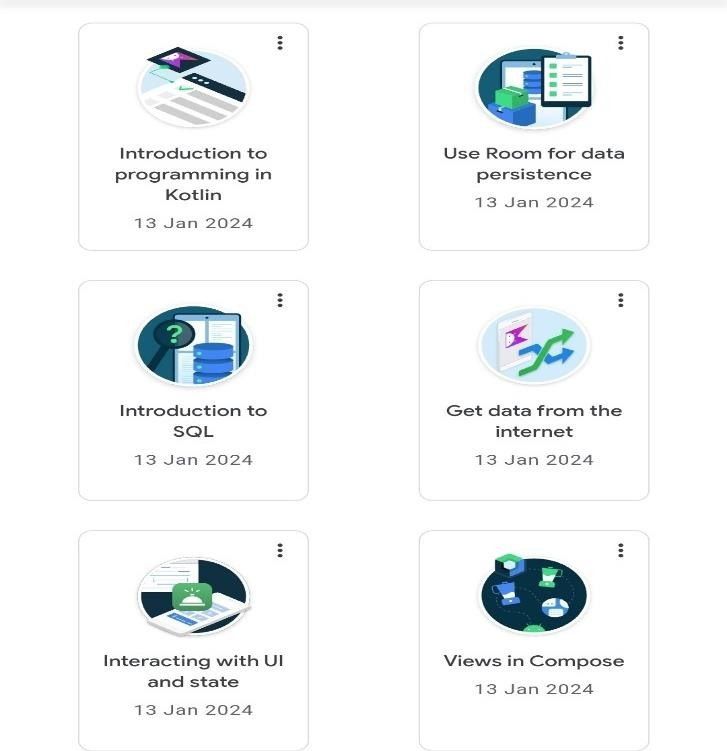 Introduction to
programming in
Kotlin
13 Jan 2024
Use Room for data
persistence
13 Jan 2024
?
Introduction to
SQL
13 Jan 2024
Get data from the
internet
13 Jan 2024
Interacting with UI
and state
13 Jan 2024
Views in Compose
13 Jan 2024